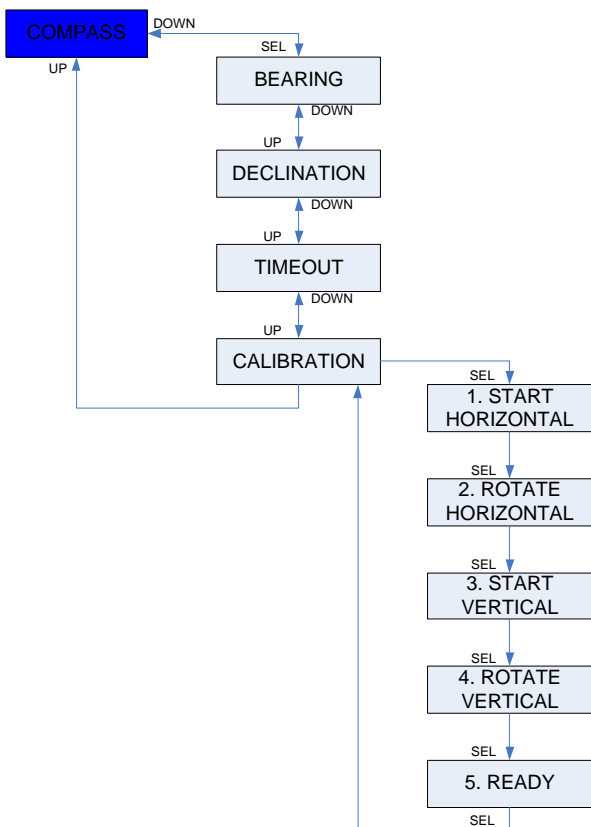 COMPASS
DOWN
UP
SEL
BEARING
DOWN
UP
DECLINATION
DOWN
UP
TIMEOUT
DOWN
UP
CALIBRATION
SEL
1. START
HORIZONTAL
SEL
2. ROTATE
HORIZONTAL
SEL
3. START
VERTICAL
SEL
4. ROTATE
VERTICAL
SEL
5. READY
SEL